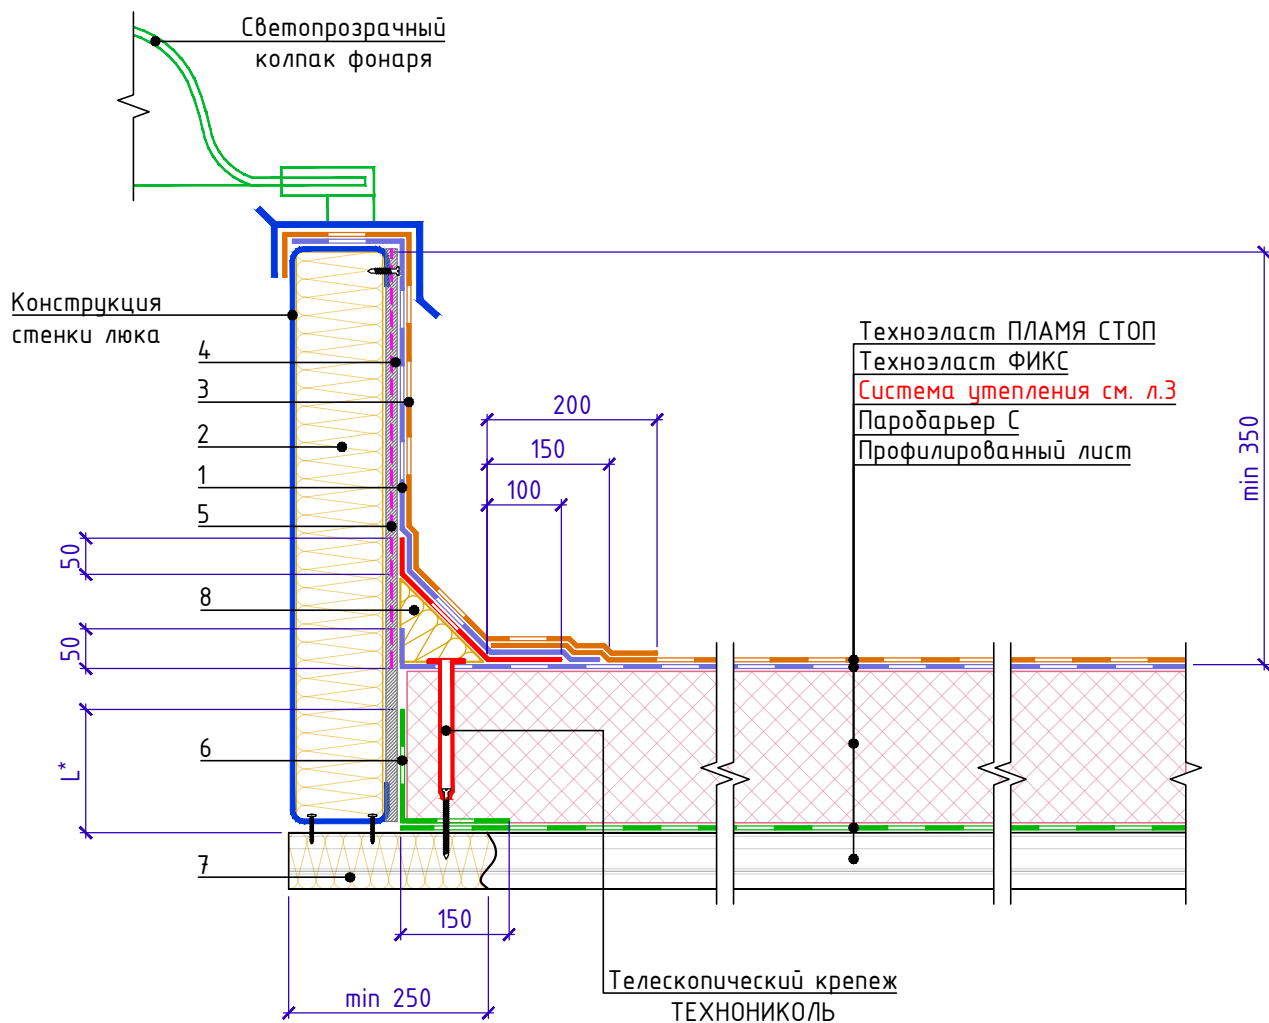 Светопрозрачный
колпак фонаря
Конструкция
стенки люка
4
3
2
1
5
8
6
7
50
50
L*
200
150
100
Техноэласт ПЛАМЯ СТОП
Техноэласт ФИКС
Система утепления см. л.3
Паробарьер С
Профилированный лист
min 350
150
min 250
Телескопический крепеж
ТЕХНОНИКОЛЬ